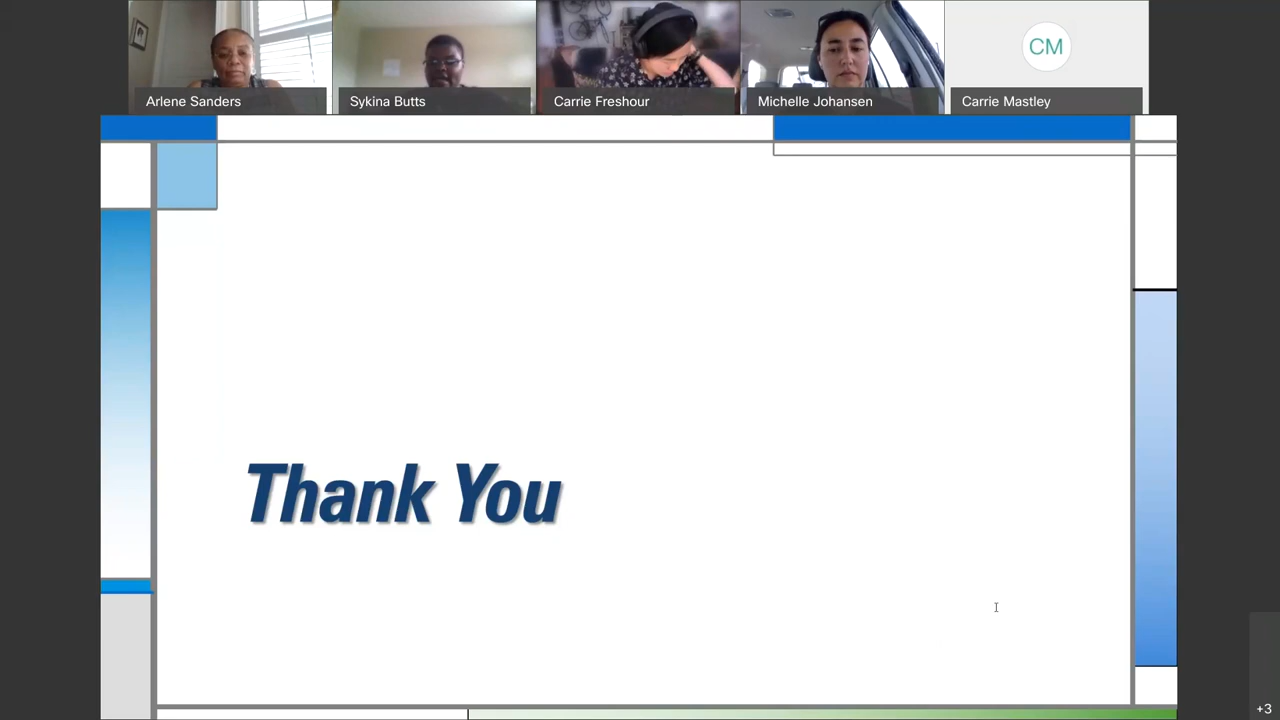 Arlene Sanders
Sykina Butts
Carrie Freshour
Michelle Johansen
CM
Carrie Mastley
Thank You
+3